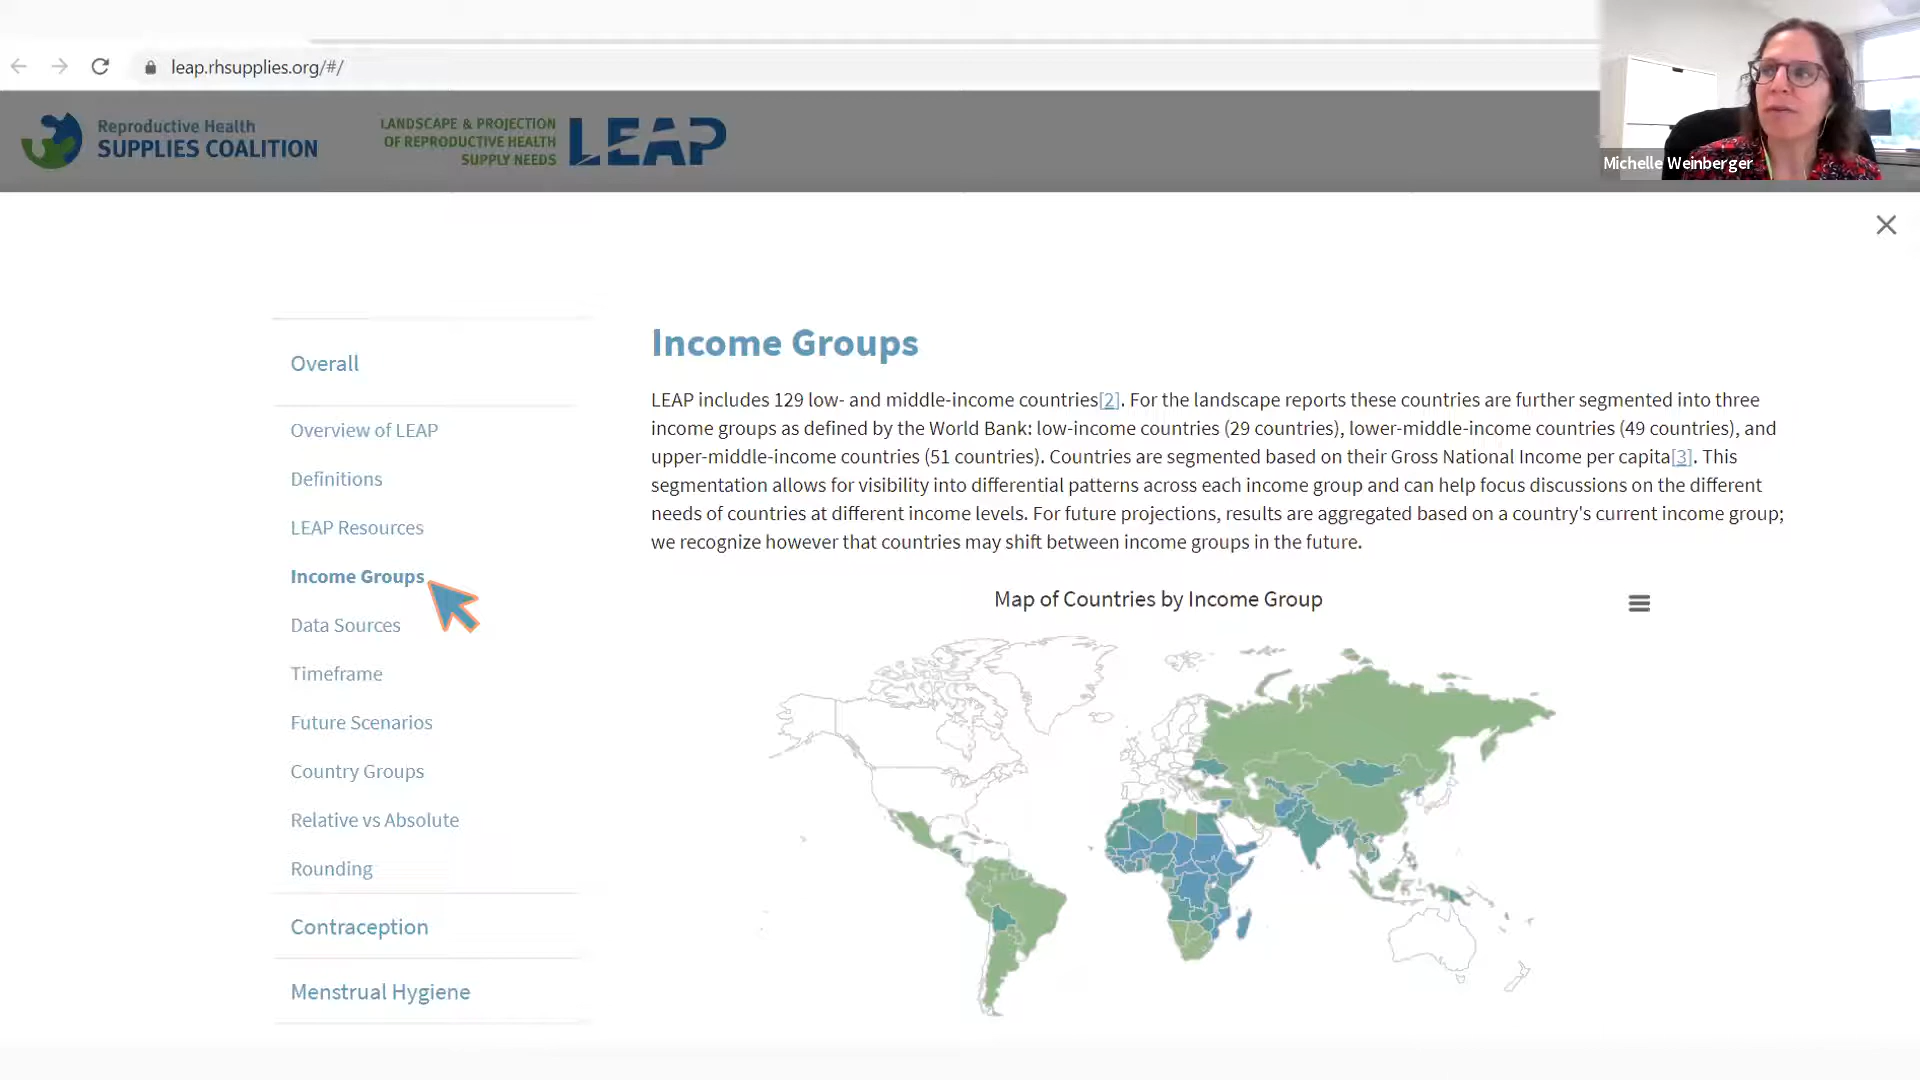 leap.rhsupplies.org/#/
Reproductive Health
SUPPLIES COALITION
LANDSCAPE & PROJECTION
OF REPRODUCTIVE HEALTH
SUPPLY NEEDS
LEAP
Michelle Weinberger
Overall
Overview of LEAP
Definitions
LEAP Resources
Income Groups
Data Sources
Timeframe
Future Scenarios
Country Groups
Relative vs Absolute
Rounding
Contraception
Menstrual Hygiene
Income Groups
LEAP includes 129 low- and middle-income countries[2]. For the landscape reports these countries are further segmented into three
income groups as defined by the World Bank: low-income countries (29 countries), lower-middle-income countries (49 countries), and
upper-middle-income countries (51 countries). Countries are segmented based on their Gross National Income per capita[3]. This
segmentation allows for visibility into differential patterns across each income group and can help focus discussions on the different
needs of countries at different income levels. For future projections, results are aggregated based on a country's current income group;
we recognize however that countries may shift between income groups in the future.
Map of Countries by Income Group